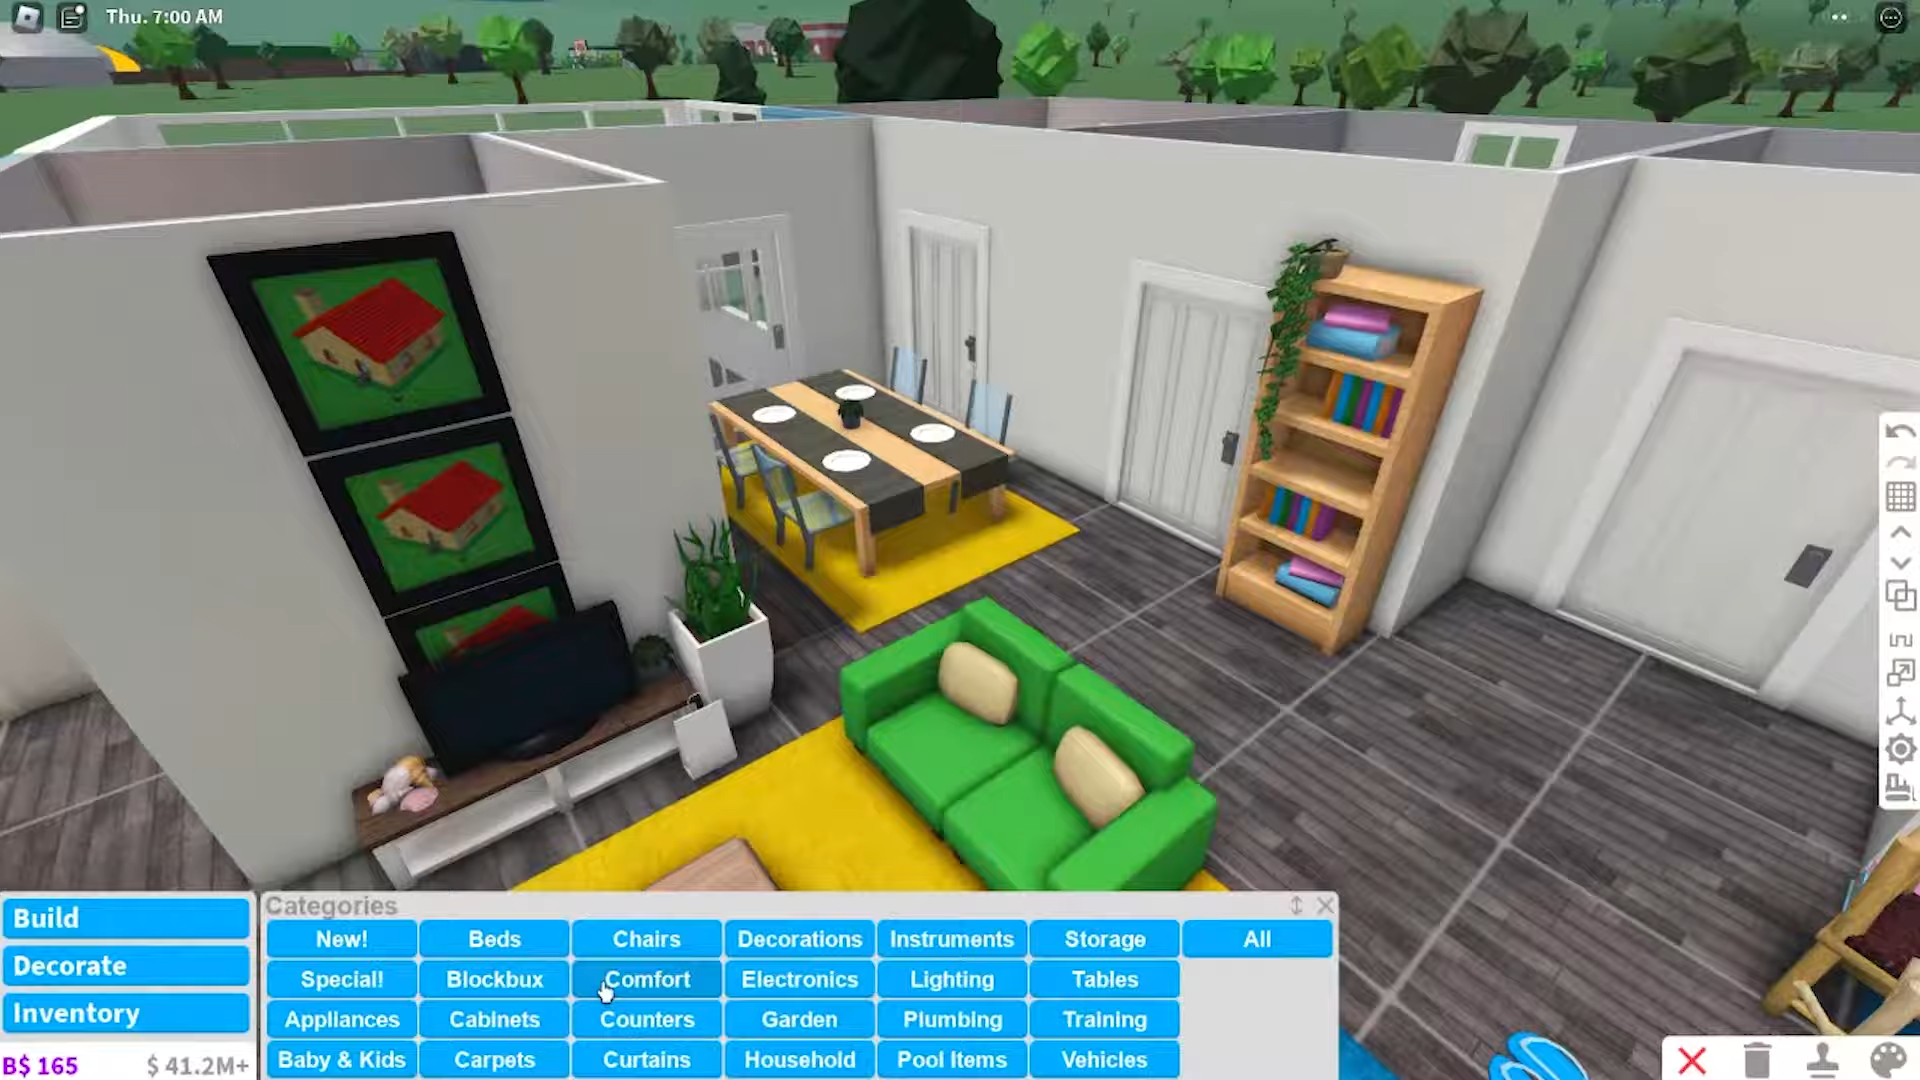 Thu. 7:00 AM
Build
Decorate
Inventory
B$ 165
$ 41.2M+
Categories
New! Beds Chairs Decorations Instruments Storage All
Special! Blockbux Comfort Electronics Lighting Tables
Appliances Cabinets Counters Garden Plumbing Training
Baby & Kids Carpets Curtains Household Pool Items Vehicles